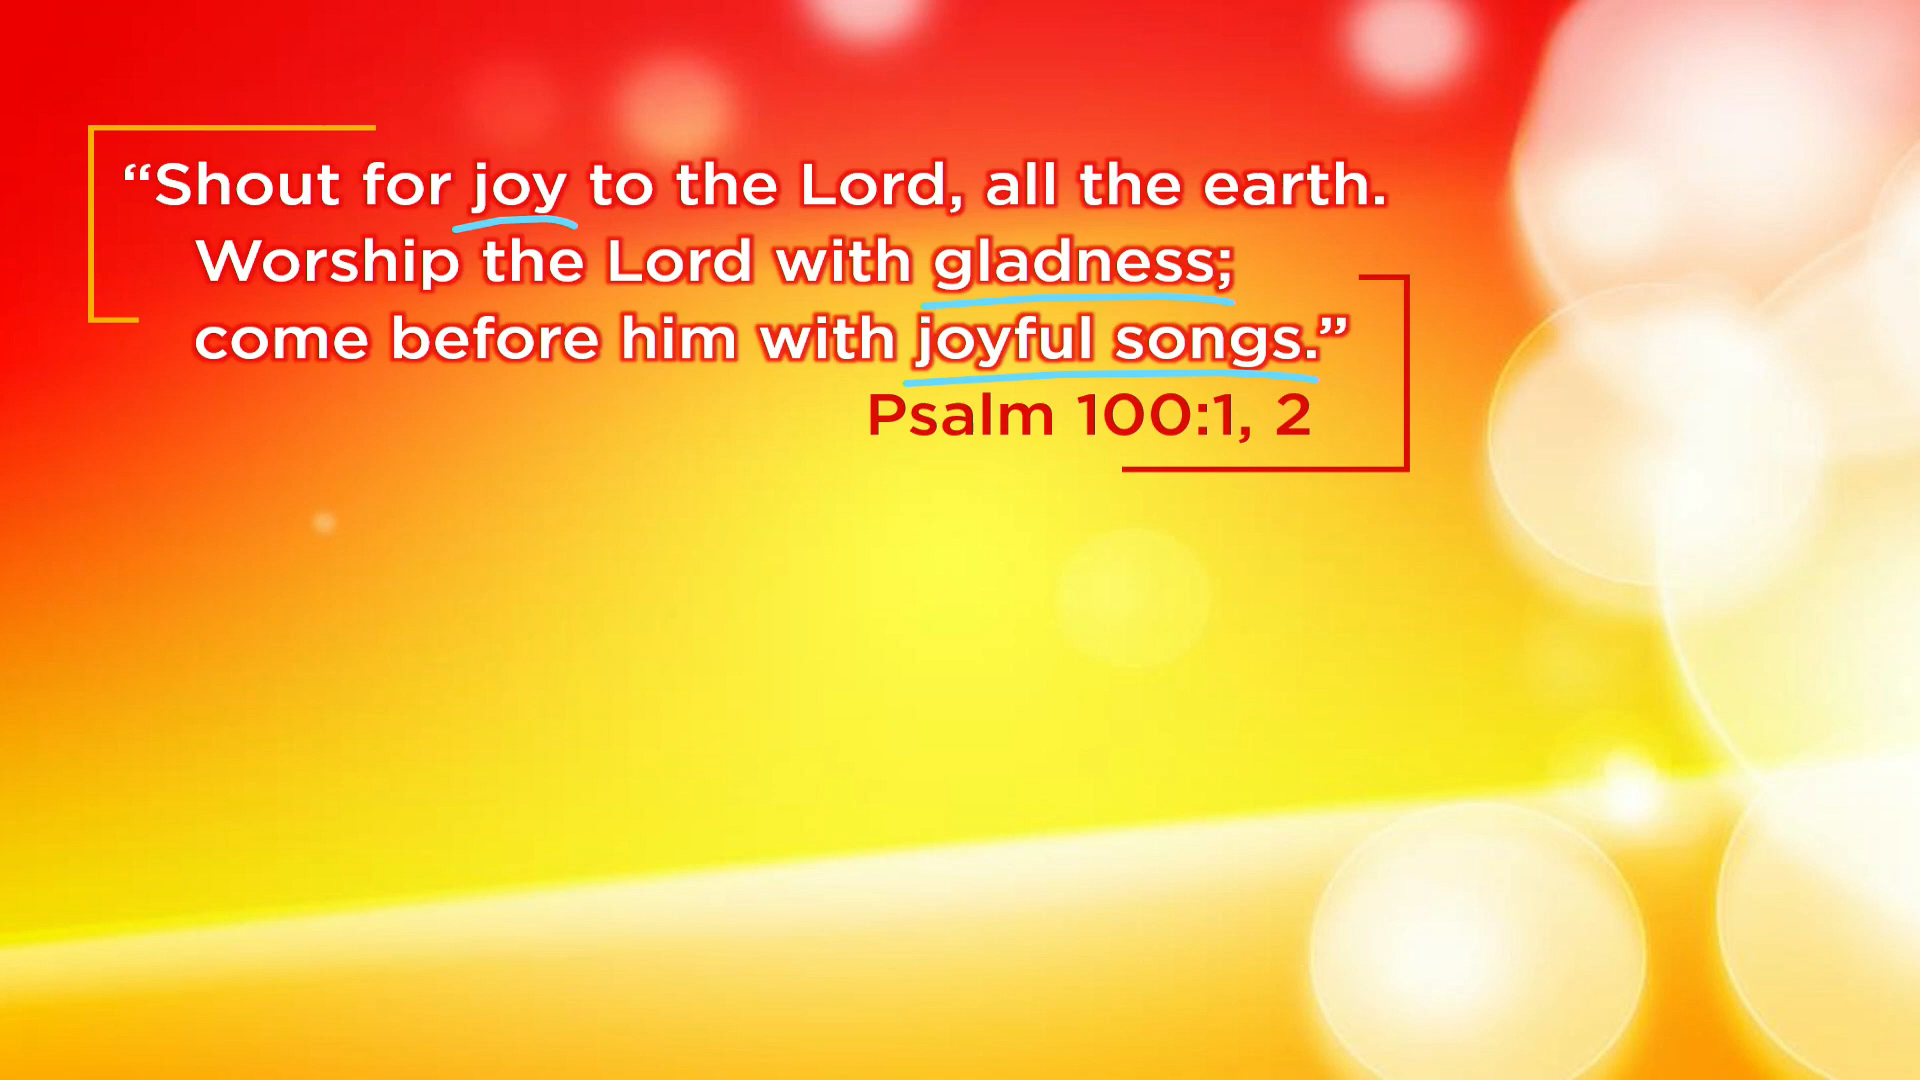 “Shout for joy to the Lord, all the earth.
Worship the Lord with gladness;
come before him with joyful songs.”
Psalm 100:1, 2